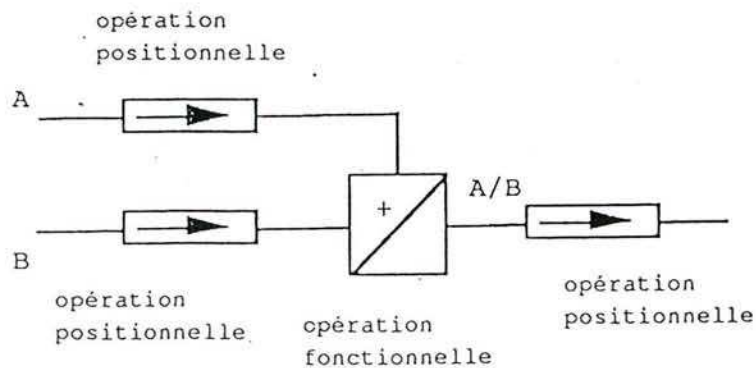 opération
positionnelle
A
+
A/B
B
opération
positionnelle
opération
fonctionnelle
opération
positionnelle